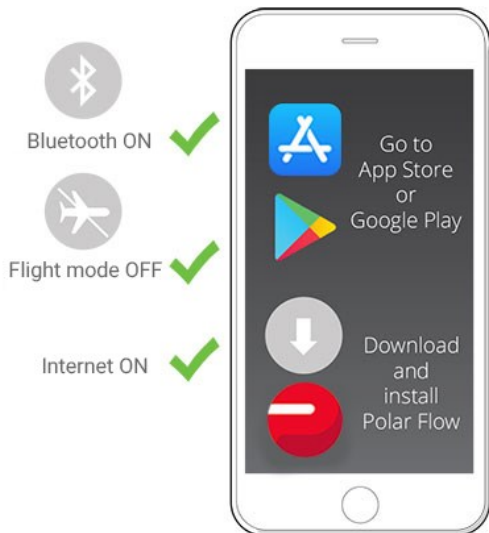 Bluetooth ON
Flight mode OFF
Internet ON
Go to
App Store
or
Google Play
Download
and
install
Polar Flow